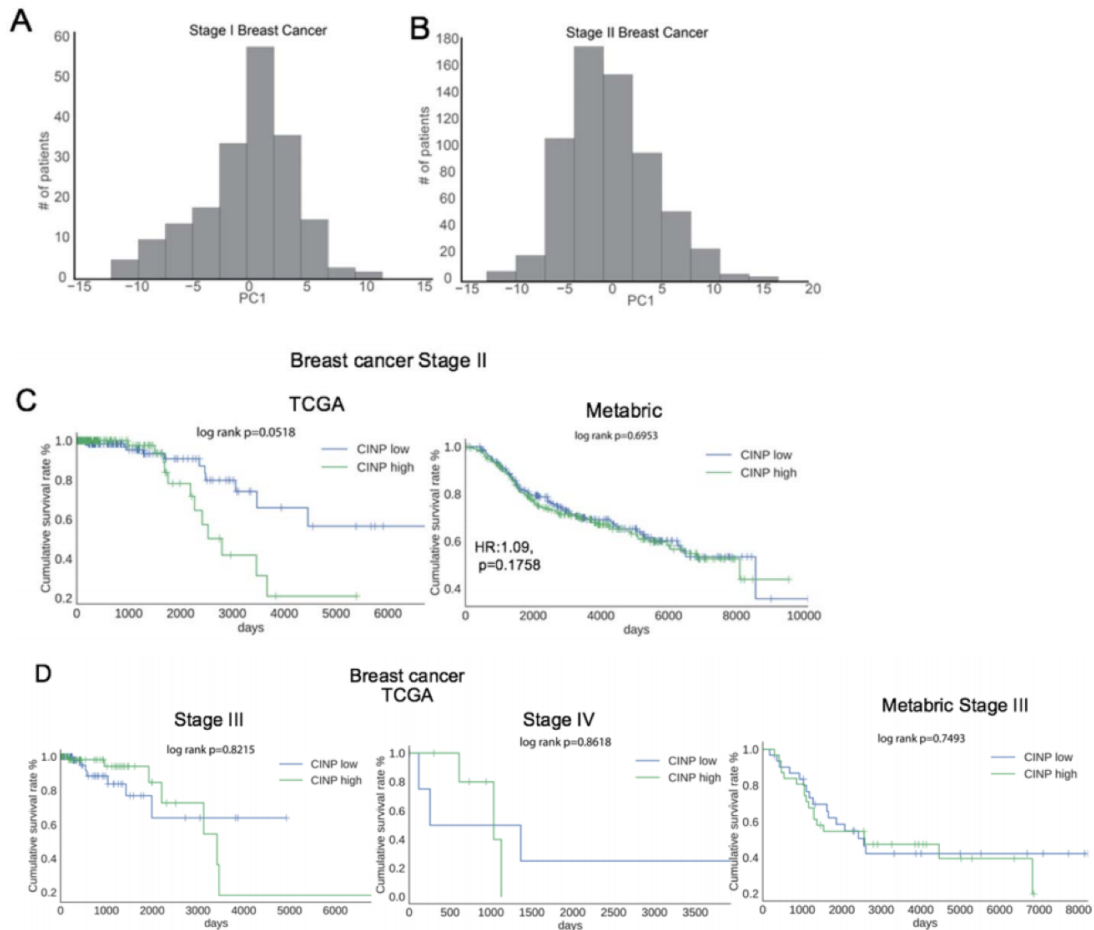 A
Stage I Breast Cancer
60
50
40
30
20
10
0
# of patients
−15
−10
−5
0
5
10
15
PC1
B
Stage II Breast Cancer
180
160
140
120
100
80
60
40
20
0
# of patients
−15
−10
−5
0
5
10
15
20
PC1
Breast cancer Stage II
C
TCGA
log rank p=0.0518
CINP low
CINP high
Cumulative survival rate %
1.0
0.8
0.6
0.4
0.2
0
1000
2000
3000
4000
5000
6000
days
Metabric
log rank p=0.6953
CINP low
CINP high
Cumulative survival rate %
1.0
0.8
0.6
0.4
HR:1.09,
p=0.1758
0
2000
4000
6000
8000
10000
days
D
Breast cancer
TCGA
Stage III
log rank p=0.8215
CINP low
CINP high
Cumulative survival rate %
1.0
0.8
0.6
0.4
0.2
0
1000
2000
3000
4000
5000
6000
days
Stage IV
log rank p=0.8618
CINP low
CINP high
Cumulative survival rate %
1.0
0.8
0.6
0.4
0.2
0.0
0
500
1000
1500
2000
2500
3000
3500
days
Metabric Stage III
log rank p=0.7493
CINP low
CINP high
Cumulative survival rate %
1.0
0.8
0.6
0.4
0.2
0
1000
2000
3000
4000
5000
6000
7000
8000
days